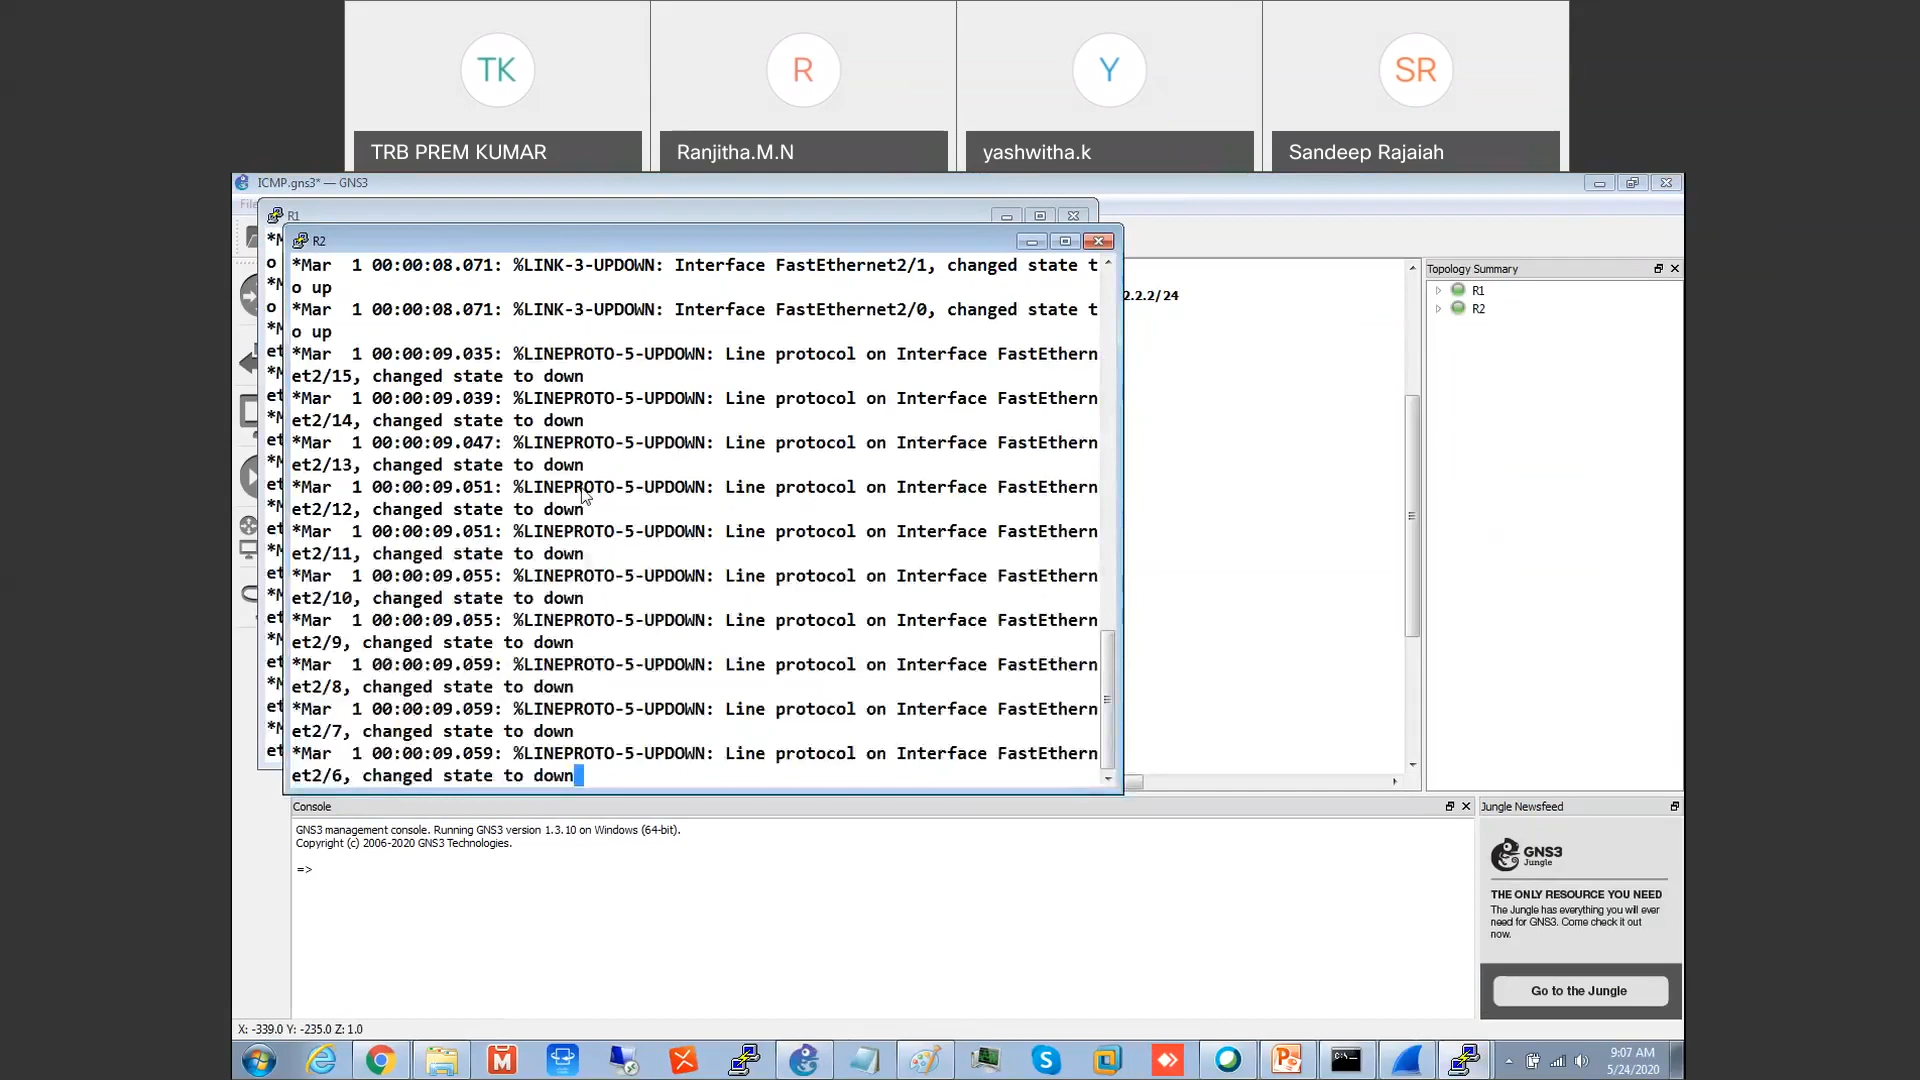 TK
R
Y
SR
TRB PREM KUMAR
Ranjitha.M.N
yashwitha.k
Sandeep Rajaiah
ICMP.gns3* — GNS3
R1
R2
*Mar  1 00:00:08.071: %LINK-3-UPDOWN: Interface FastEthernet2/1, changed state t
o up
*Mar  1 00:00:08.071: %LINK-3-UPDOWN: Interface FastEthernet2/0, changed state t
o up
*Mar  1 00:00:09.035: %LINEPROTO-5-UPDOWN: Line protocol on Interface FastEthern
et2/15, changed state to down
*Mar  1 00:00:09.039: %LINEPROTO-5-UPDOWN: Line protocol on Interface FastEthern
et2/14, changed state to down
*Mar  1 00:00:09.047: %LINEPROTO-5-UPDOWN: Line protocol on Interface FastEthern
et2/13, changed state to down
*Mar  1 00:00:09.051: %LINEPROTO-5-UPDOWN: Line protocol on Interface FastEthern
et2/12, changed state to down
*Mar  1 00:00:09.051: %LINEPROTO-5-UPDOWN: Line protocol on Interface FastEthern
et2/11, changed state to down
*Mar  1 00:00:09.055: %LINEPROTO-5-UPDOWN: Line protocol on Interface FastEthern
et2/10, changed state to down
*Mar  1 00:00:09.055: %LINEPROTO-5-UPDOWN: Line protocol on Interface FastEthern
et2/9, changed state to down
*Mar  1 00:00:09.059: %LINEPROTO-5-UPDOWN: Line protocol on Interface FastEthern
et2/8, changed state to down
*Mar  1 00:00:09.059: %LINEPROTO-5-UPDOWN: Line protocol on Interface FastEthern
et2/7, changed state to down
*Mar  1 00:00:09.059: %LINEPROTO-5-UPDOWN: Line protocol on Interface FastEthern
et2/6, changed state to down
2.2.2/24
Topology Summary
R1
R2
Console
GNS3 management console. Running GNS3 version 1.3.10 on Windows (64-bit).
Copyright (c) 2006-2020 GNS3 Technologies.
=>
Jungle Newsfeed
GNS3
Jungle
THE ONLY RESOURCE YOU NEED
The Jungle has everything you will ever
need for GNS3. Come check it out
now.
Go to the Jungle
X: -339.0 Y: -235.0 Z: 1.0
9:07 AM
5/24/2020